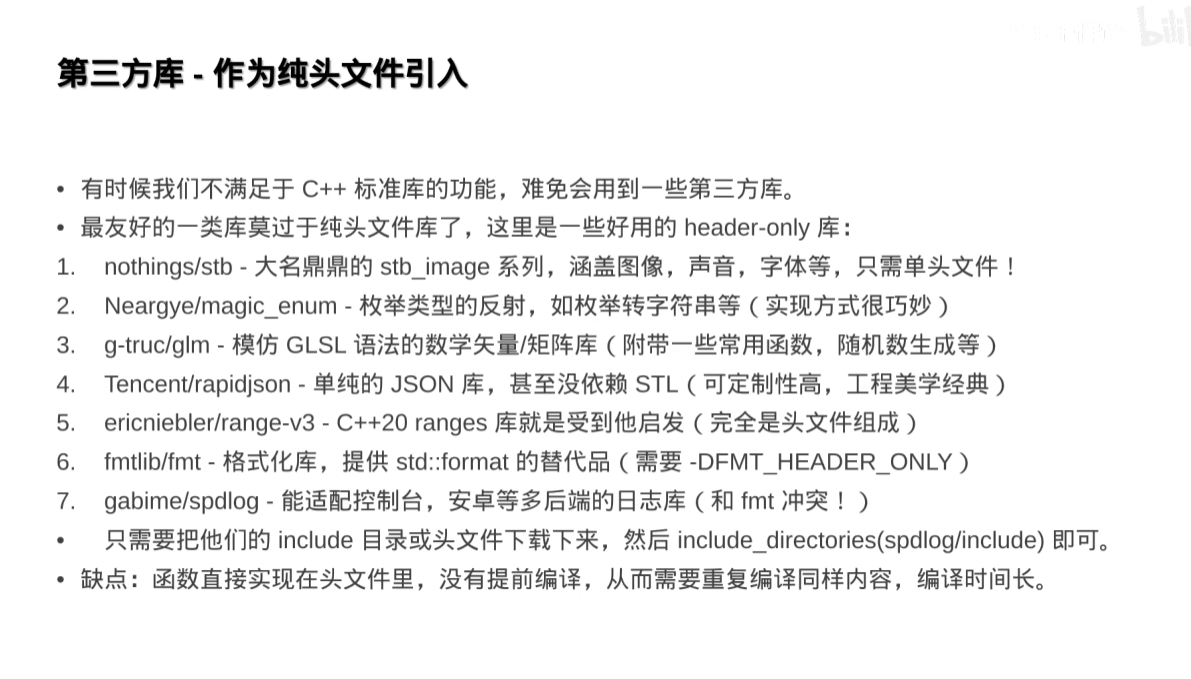 第三方库 - 作为纯头文件引入
• 有时候我们不满足于 C++ 标准库的功能，难免会用到一些第三方库。
• 最友好的一类库莫过于纯头文件库了，这里是一些好用的 header-only 库：
1. nothings/stb - 大名鼎鼎的 stb_image 系列，涵盖图像，声音，字体等，只需单头文件！
2. Neargye/magic_enum - 枚举类型的反射，如枚举转字符串等（实现方式很巧妙）
3. g-truc/glm - 模仿 GLSL 语法的数学矢量/矩阵库（附带一些常用函数，随机数生成等）
4. Tencent/rapidjson - 单纯的 JSON 库，甚至没依赖 STL（可定制性高，工程美学经典）
5. ericniebler/range-v3 - C++20 ranges 库就是受到他启发（完全是头文件组成）
6. fmtlib/fmt - 格式化库，提供 std::format 的替代品（需要 -DFMT_HEADER_ONLY）
7. gabime/spdlog - 能适配控制台，安卓等多后端的日志库（和 fmt 冲突！）
• 只需要把他们的 include 目录或头文件下载下来，然后 include_directories(spdlog/include) 即可。
• 缺点：函数直接实现在头文件里，没有提前编译，从而需要重复编译同样内容，编译时间长。